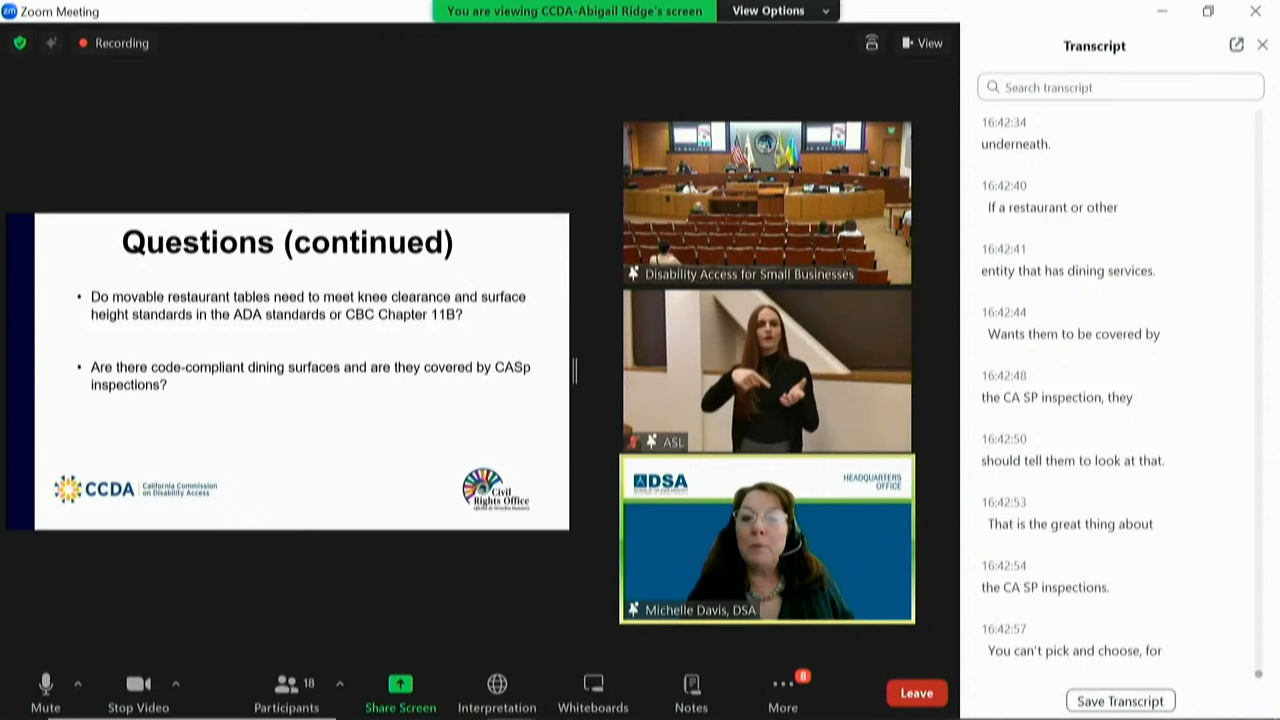 zm Zoom Meeting
You are viewing CCDA-Abigail Ridge's screen
View Options
Recording
View
Transcript
Search transcript
16:42:34
underneath.
16:42:40
If a restaurant or other
16:42:41
entity that has dining services.
16:42:44
Wants them to be covered by
16:42:48
the CA SP inspection, they
16:42:50
should tell them to look at that.
16:42:53
That is the great thing about
16:42:54
the CA SP inspections.
16:42:57
You can't pick and choose, for
Save Transcript
Questions (continued)
• Do movable restaurant tables need to meet knee clearance and surface
height standards in the ADA standards or CBC Chapter 11B?
• Are there code-compliant dining surfaces and are they covered by CASp
inspections?
CCDA
California Commission
on Disability Access
Civil
Rights Office
Disability Access for Small Businesses
ASL
DSA
HEADQUARTERS
OFFICE
Michelle Davis, DSA
18
8
Mute
Stop Video
Participants
Share Screen
Interpretation
Whiteboards
Notes
More
Leave